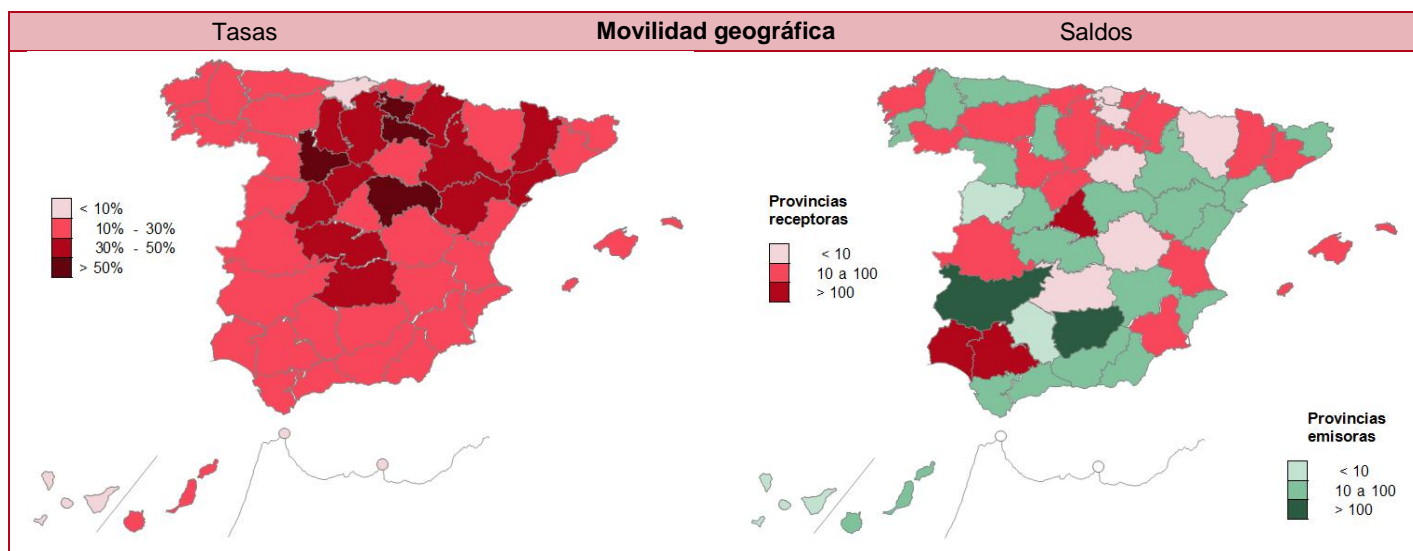 Tasas Movilidad geográfica Saldos
< 10%
10% - 30%
30% - 50%
> 50%
Provincias
receptoras
< 10
10 a 100
> 100
Provincias
emisoras
< 10
10 a 100
> 100